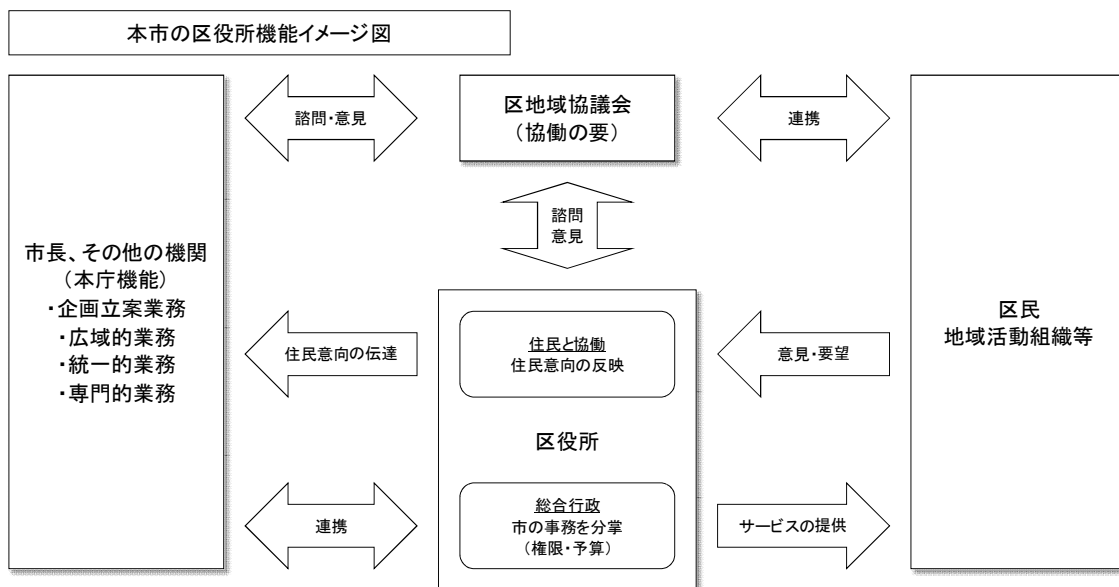 本市の区役所機能イメージ図
諮問・意見
区地域協議会
(協働の要)
連携
諮問
意見
市長、その他の機関
(本庁機能)
・企画立案業務
・広域的業務
・統一的業務
・専門的業務
住民意向の伝達
住民と協働
住民意向の反映
意見・要望
区民
地域活動組織等
区役所
連携
総合行政
市の事務を分掌
(権限・予算)
サービスの提供